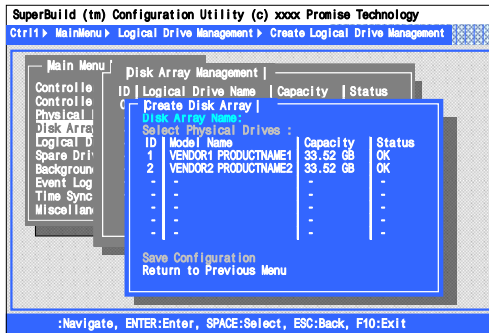 SuperBuild (tm) Configuration Utility (c) xxxx Promise Technology
Ctrl1 MainMenu Logical Drive Management Create Logical Drive Management
Main Menu
Controlle
Controlle
Physical
Disk Array
Logical D
Spare Dri
Backgroun
Event Log
Time Sync
Miscellan
Disk Array Management
ID Logical Drive Name Capacity Status
Create Disk Array
Disk Array Name:
Select Physical Drives :
ID Model Name Capacity Status
1 VENDOR1 PRODUCTNAME1 33.52 GB OK
2 VENDOR2 PRODUCTNAME2 33.52 GB OK
- - - -
- - - -
- - - -
- - - -
- - - -
Save Configuration
Return to Previous Menu
:Navigate, ENTER:Enter, SPACE:Select, ESC:Back, F10:Exit